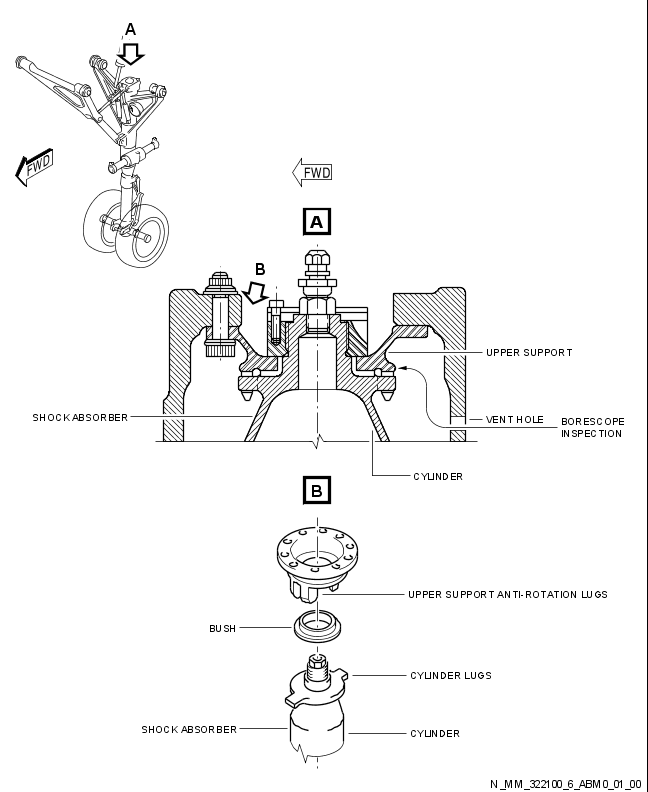 A
FWD
FWD
A
B
UPPER SUPPORT
SHOCK ABSORBER
VENT HOLE
BORESCOPE
INSPECTION
CYLINDER
B
UPPER SUPPORT ANTI-ROTATION LUGS
BUSH
CYLINDER LUGS
SHOCK ABSORBER
CYLINDER
N_MM_322100_6_ABM0_01_00